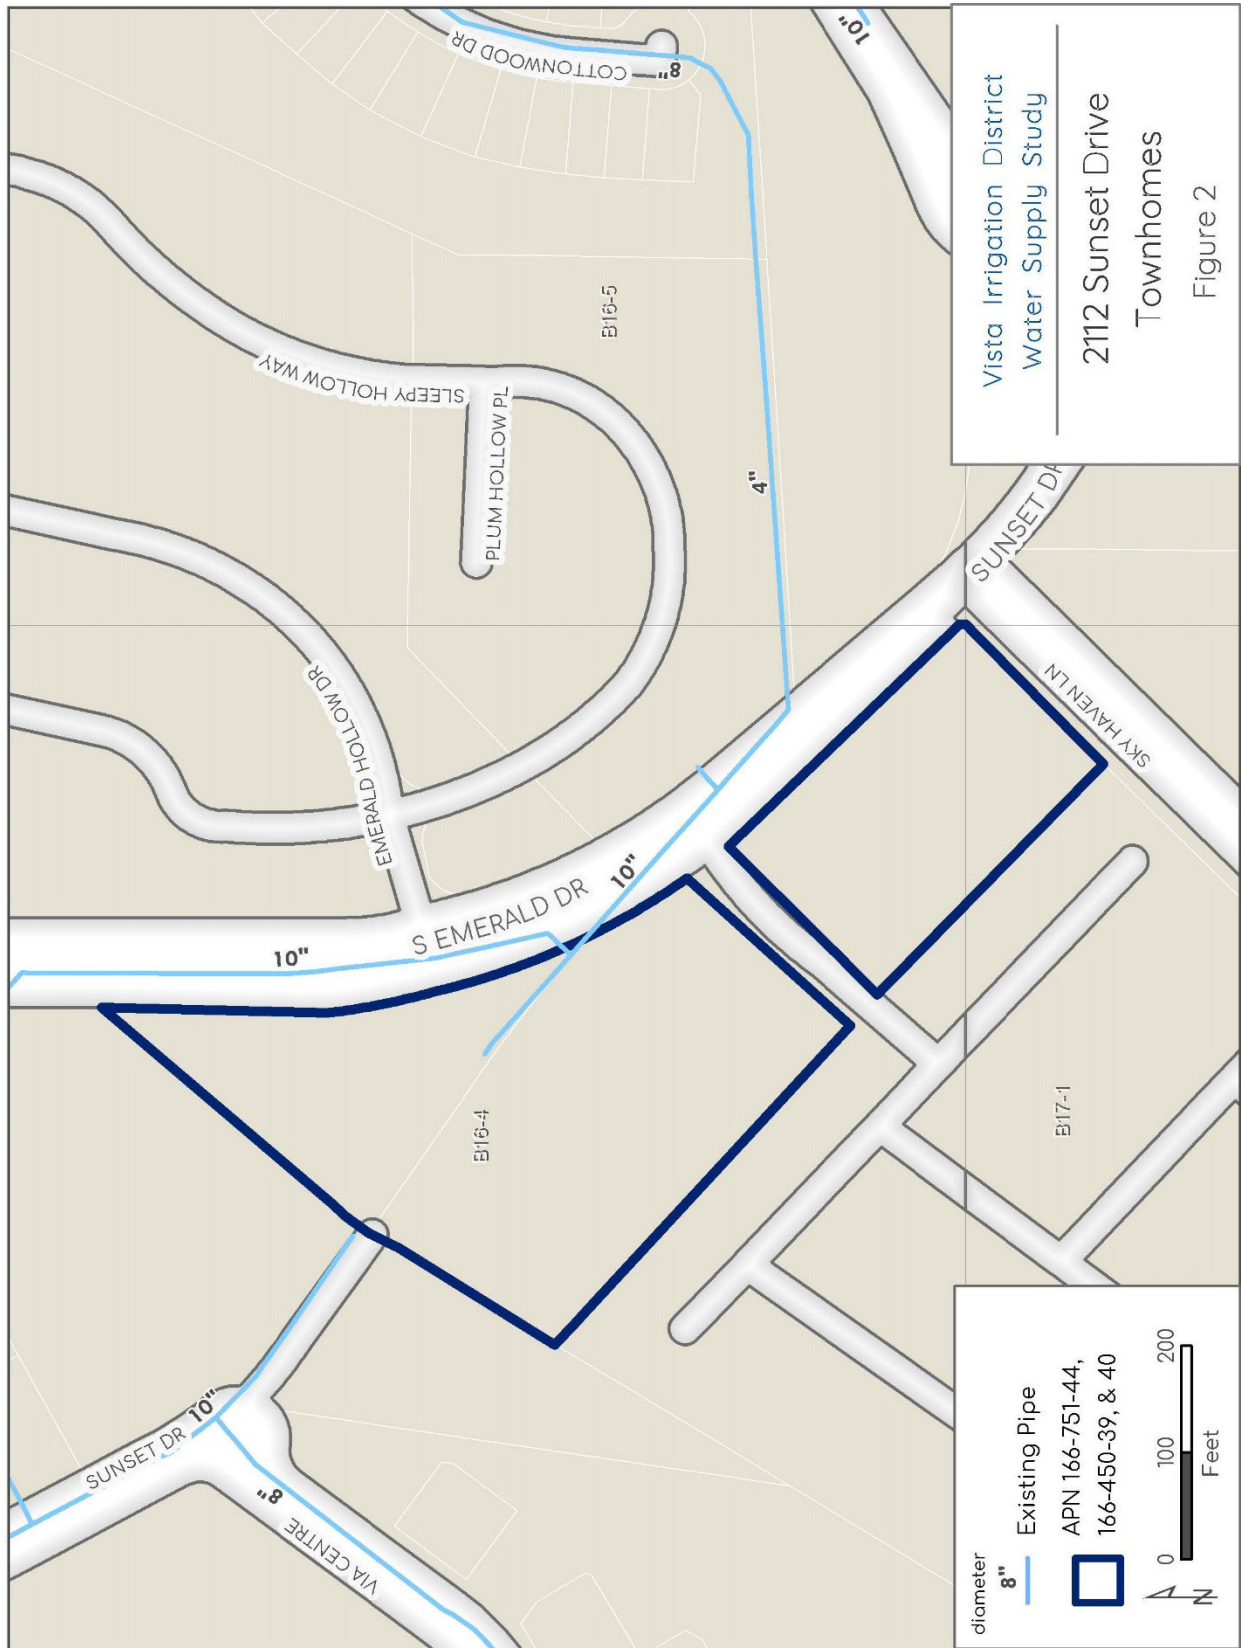 COTTONWOOD DR
8"
10"
SLEEPY HOLLOW WAY
PLUM HOLLOW PL
B16-5
EMERALD HOLLOW DR
4"
SUNSET DR
SKY HAVEN LN
S EMERALD DR
10"
10"
B16-4
B17-1
SUNSET DR
10"
8"
VIA CENTRE
Vista Irrigation District
Water Supply Study
2112 Sunset Drive
Townhomes
Figure 2
diameter
8"
Existing Pipe
APN 166-751-44,
166-450-39, & 40
N
0 100 200
Feet